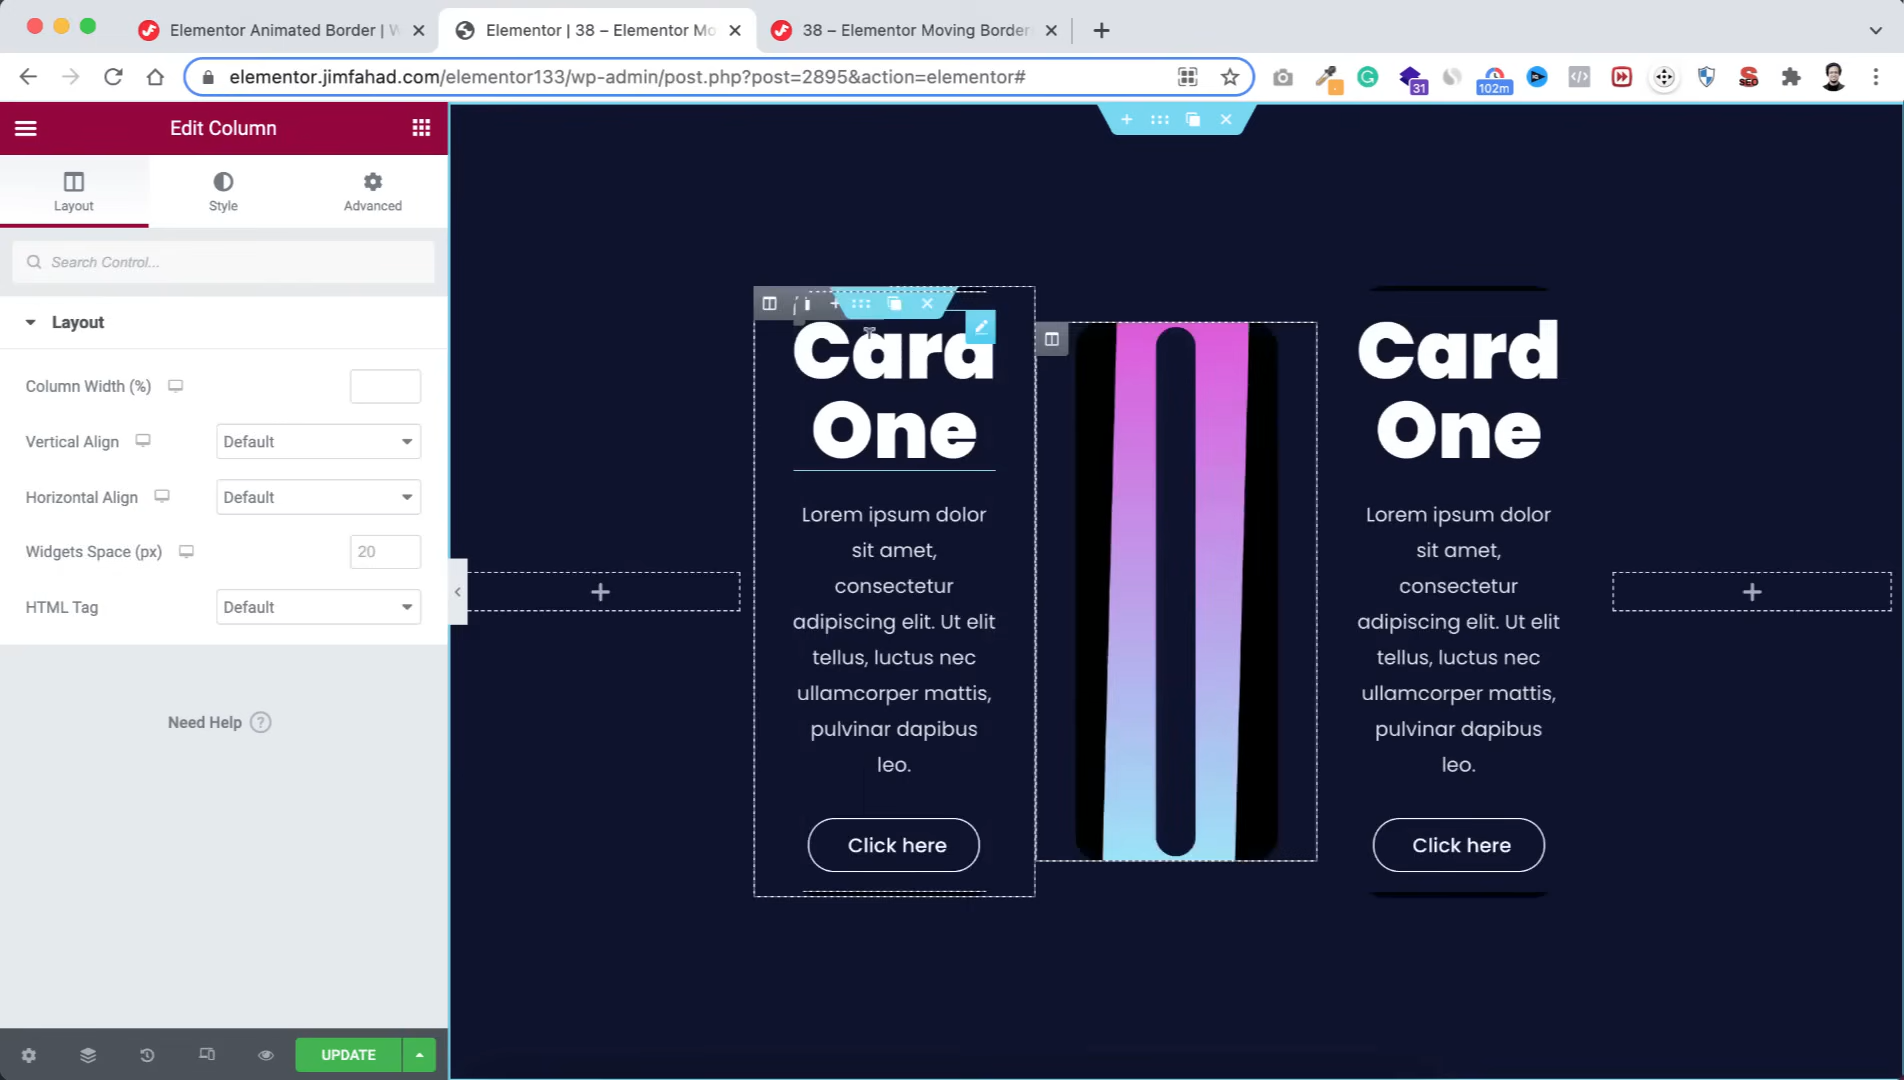 Elementor Animated Border |
Elementor | 38 – Elementor Mo
38 – Elementor Moving Border
elementor.jimfahad.com/elementor133/wp-admin/post.php?post=2895&action=elementor#
31
102m
SEO
Edit Column
Layout
Style
Advanced
Search Control...
Layout
Column Width (%)
Vertical Align
Default
Horizontal Align
Default
Widgets Space (px)
20
HTML Tag
Default
Need Help ?
UPDATE
Card
One
Lorem ipsum dolor
sit amet,
consectetur
adipiscing elit. Ut elit
tellus, luctus nec
ullamcorper mattis,
pulvinar dapibus
leo.
Click here
Card
One
Lorem ipsum dolor
sit amet,
consectetur
adipiscing elit. Ut elit
tellus, luctus nec
ullamcorper mattis,
pulvinar dapibus
leo.
Click here